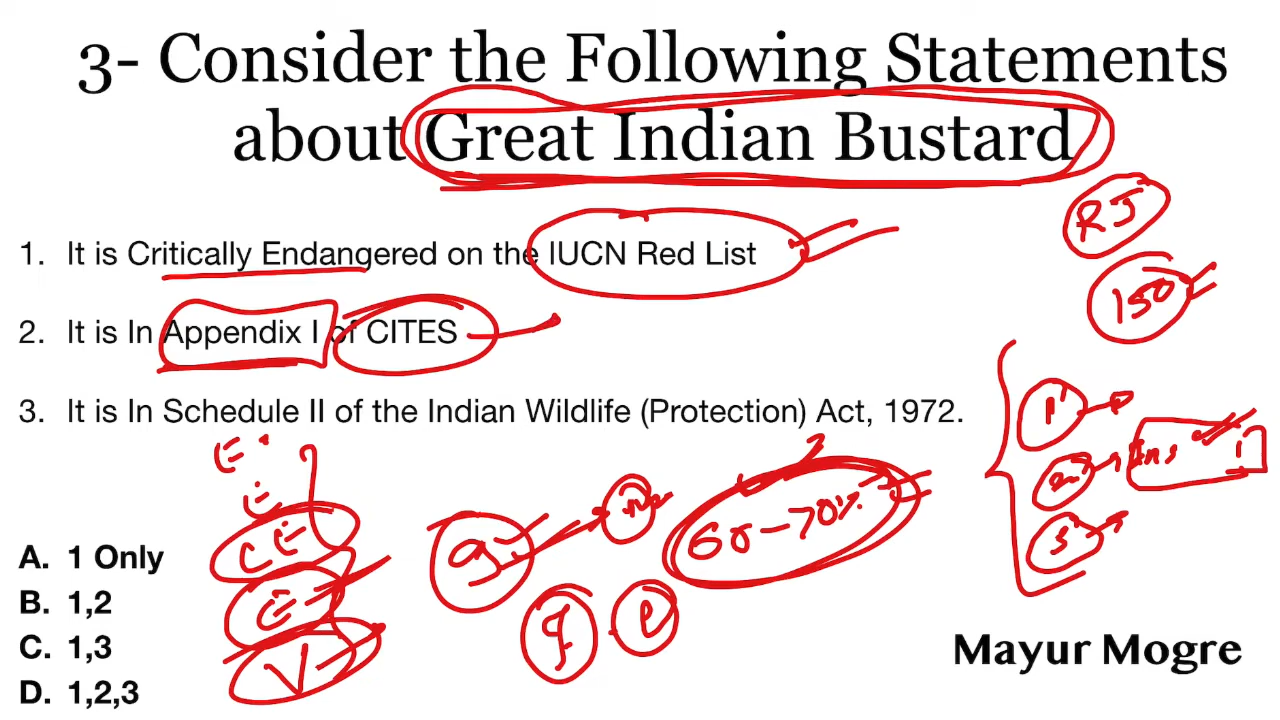 3- Consider the Following Statements
about Great Indian Bustard
RJ
1. It is Critically Endangered on the IUCN Red List
150
2. It is In Appendix I of CITES
3. It is In Schedule II of the Indian Wildlife (Protection) Act, 1972.
60-70%
A. 1 Only
B. 1,2
C. 1,3
D. 1,2,3
Mayur Mogre